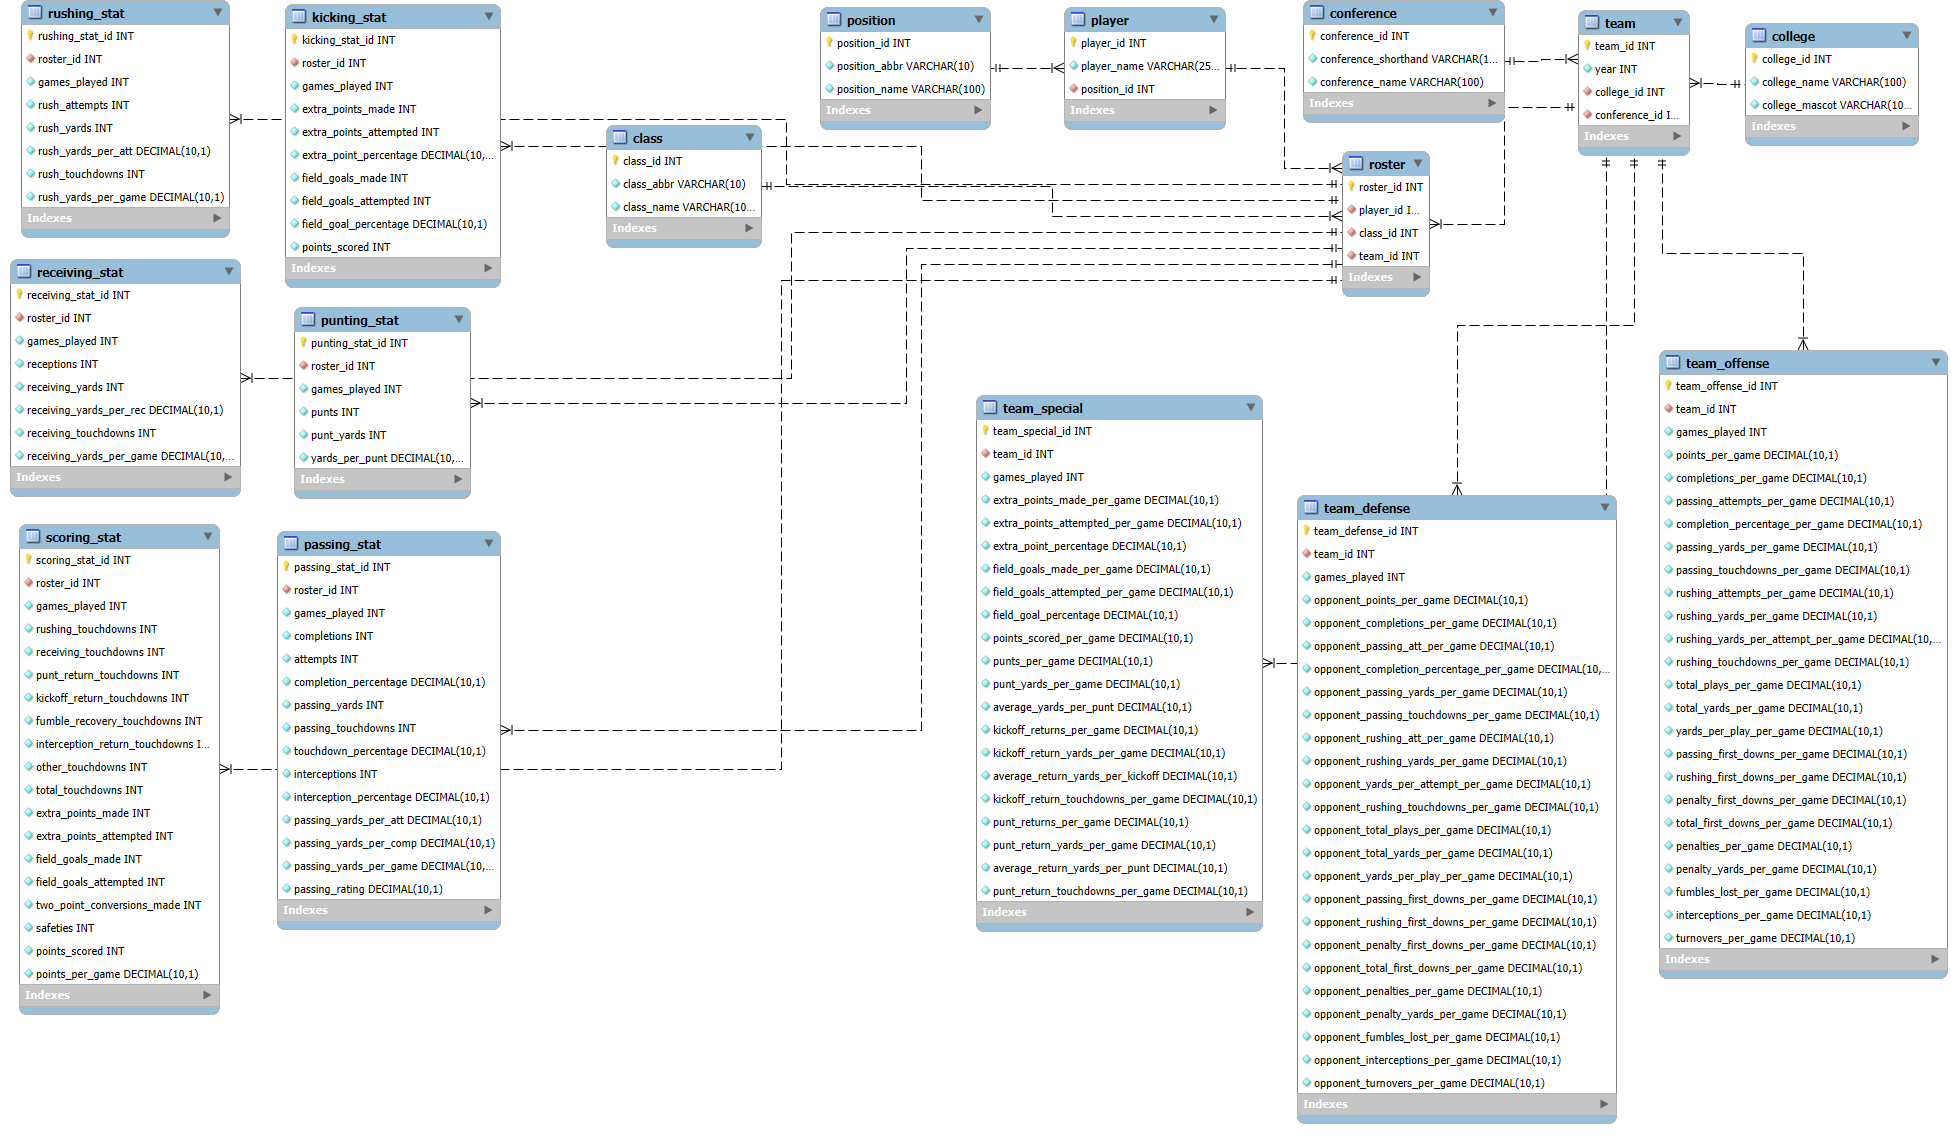 rushing_stat
rushing_stat_id INT
roster_id INT
games_played INT
rush_attempts INT
rush_yards INT
rush_yards_per_att DECIMAL(10,1)
rush_touchdowns INT
rush_yards_per_game DECIMAL(10,1)
Indexes
kicking_stat
kicking_stat_id INT
roster_id INT
games_played INT
extra_points_made INT
extra_points_attempted INT
extra_point_percentage DECIMAL(10,...
field_goals_made INT
field_goals_attempted INT
field_goal_percentage DECIMAL(10,1)
points_scored INT
Indexes
class
class_id INT
class_abbr VARCHAR(10)
class_name VARCHAR(10...
Indexes
position
position_id INT
position_abbr VARCHAR(10)
position_name VARCHAR(100)
Indexes
player
player_id INT
player_name VARCHAR(25...
position_id INT
Indexes
conference
conference_id INT
conference_shorthand VARCHAR(1...
conference_name VARCHAR(100)
Indexes
team
team_id INT
year INT
college_id INT
conference_id I...
Indexes
college
college_id INT
college_name VARCHAR(100)
college_mascot VARCHAR(10...
Indexes
roster
roster_id INT
player_id I...
class_id INT
team_id INT
Indexes
receiving_stat
receiving_stat_id INT
roster_id INT
games_played INT
receptions INT
receiving_yards INT
receiving_yards_per_rec DECIMAL(10,1)
receiving_touchdowns INT
receiving_yards_per_game DECIMAL(10,...
Indexes
punting_stat
punting_stat_id INT
roster_id INT
games_played INT
punts INT
punt_yards INT
yards_per_punt DECIMAL(10,...
Indexes
scoring_stat
scoring_stat_id INT
roster_id INT
games_played INT
rushing_touchdowns INT
receiving_touchdowns INT
punt_return_touchdowns INT
kickoff_return_touchdowns INT
fumble_recovery_touchdowns INT
interception_return_touchdowns I...
other_touchdowns INT
total_touchdowns INT
extra_points_made INT
extra_points_attempted INT
field_goals_made INT
field_goals_attempted INT
two_point_conversions_made INT
safeties INT
points_scored INT
points_per_game DECIMAL(10,1)
Indexes
passing_stat
passing_stat_id INT
roster_id INT
games_played INT
completions INT
attempts INT
completion_percentage DECIMAL(10,1)
passing_yards INT
passing_touchdowns INT
touchdown_percentage DECIMAL(10,1)
interceptions INT
interception_percentage DECIMAL(10,1)
passing_yards_per_att DECIMAL(10,1)
passing_yards_per_comp DECIMAL(10,1)
passing_yards_per_game DECIMAL(10,...
passing_rating DECIMAL(10,1)
Indexes
team_special
team_special_id INT
team_id INT
games_played INT
extra_points_made_per_game DECIMAL(10,1)
extra_points_attempted_per_game DECIMAL(10,1)
extra_point_percentage DECIMAL(10,1)
field_goals_made_per_game DECIMAL(10,1)
field_goals_attempted_per_game DECIMAL(10,1)
field_goal_percentage DECIMAL(10,1)
points_scored_per_game DECIMAL(10,1)
punts_per_game DECIMAL(10,1)
punt_yards_per_game DECIMAL(10,1)
average_yards_per_punt DECIMAL(10,1)
kickoff_returns_per_game DECIMAL(10,1)
kickoff_return_yards_per_game DECIMAL(10,1)
average_return_yards_per_kickoff DECIMAL(10,1)
kickoff_return_touchdowns_per_game DECIMAL(10,1)
punt_returns_per_game DECIMAL(10,1)
punt_return_yards_per_game DECIMAL(10,1)
average_return_yards_per_punt DECIMAL(10,1)
punt_return_touchdowns_per_game DECIMAL(10,1)
Indexes
team_defense
team_defense_id INT
team_id INT
games_played INT
opponent_points_per_game DECIMAL(10,1)
opponent_completions_per_game DECIMAL(10,1)
opponent_passing_att_per_game DECIMAL(10,1)
opponent_completion_percentage_per_game DECIMAL(10,...
opponent_passing_yards_per_game DECIMAL(10,1)
opponent_passing_touchdowns_per_game DECIMAL(10,1)
opponent_rushing_att_per_game DECIMAL(10,1)
opponent_rushing_yards_per_game DECIMAL(10,1)
opponent_yards_per_attempt_per_game DECIMAL(10,1)
opponent_rushing_touchdowns_per_game DECIMAL(10,1)
opponent_total_plays_per_game DECIMAL(10,1)
opponent_total_yards_per_game DECIMAL(10,1)
opponent_yards_per_play_per_game DECIMAL(10,1)
opponent_passing_first_downs_per_game DECIMAL(10,1)
opponent_rushing_first_downs_per_game DECIMAL(10,1)
opponent_penalty_first_downs_per_game DECIMAL(10,1)
opponent_total_first_downs_per_game DECIMAL(10,1)
opponent_penalties_per_game DECIMAL(10,1)
opponent_penalty_yards_per_game DECIMAL(10,1)
opponent_fumbles_lost_per_game DECIMAL(10,1)
opponent_interceptions_per_game DECIMAL(10,1)
opponent_turnovers_per_game DECIMAL(10,1)
Indexes
team_offense
team_offense_id INT
team_id INT
games_played INT
points_per_game DECIMAL(10,1)
completions_per_game DECIMAL(10,1)
passing_attempts_per_game DECIMAL(10,1)
completion_percentage_per_game DECIMAL(10,1)
passing_yards_per_game DECIMAL(10,1)
passing_touchdowns_per_game DECIMAL(10,1)
rushing_attempts_per_game DECIMAL(10,1)
rushing_yards_per_game DECIMAL(10,1)
rushing_yards_per_attempt_per_game DECIMAL(10,...
rushing_touchdowns_per_game DECIMAL(10,1)
total_plays_per_game DECIMAL(10,1)
total_yards_per_game DECIMAL(10,1)
yards_per_play_per_game DECIMAL(10,1)
passing_first_downs_per_game DECIMAL(10,1)
rushing_first_downs_per_game DECIMAL(10,1)
penalty_first_downs_per_game DECIMAL(10,1)
total_first_downs_per_game DECIMAL(10,1)
penalties_per_game DECIMAL(10,1)
penalty_yards_per_game DECIMAL(10,1)
fumbles_lost_per_game DECIMAL(10,1)
interceptions_per_game DECIMAL(10,1)
turnovers_per_game DECIMAL(10,1)
Indexes